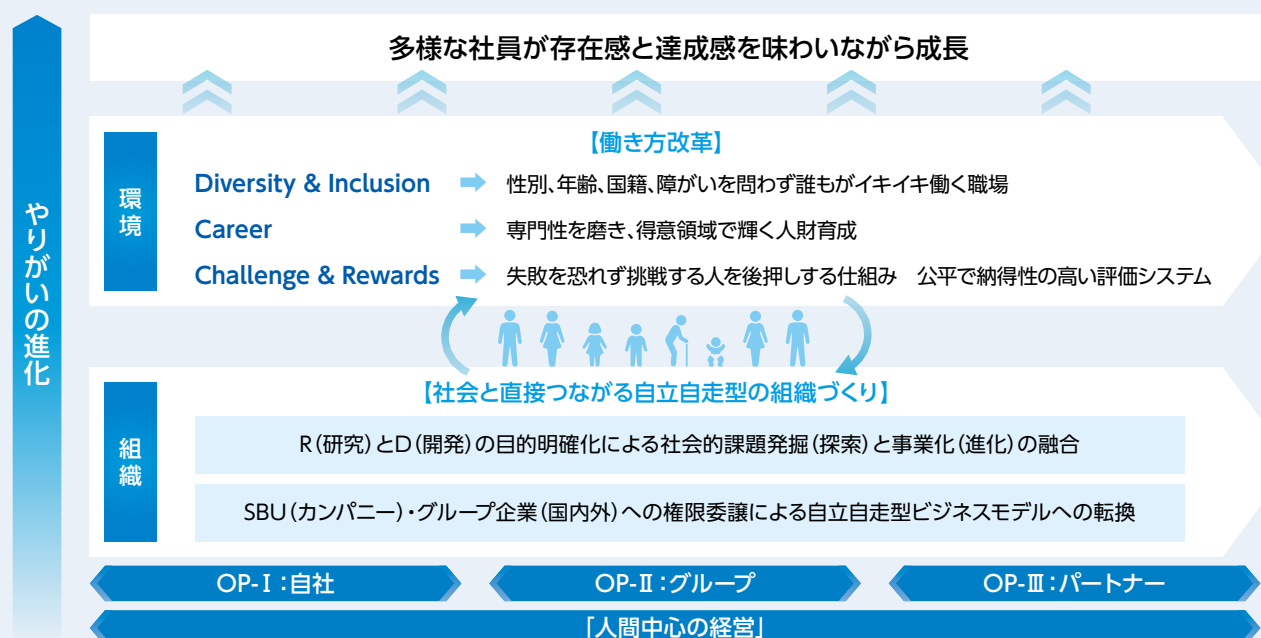 多様な社員が存在感と達成感を味わいながら成長
やりがいの進化
環境
【働き方改革】
Diversity & Inclusion 性別、年齢、国籍、障がいを問わず誰もがイキイキ働く職場
Career 専門性を磨き、得意領域で輝く人財育成
Challenge & Rewards 失敗を恐れず挑戦する人を後押しする仕組み　公平で納得性の高い評価システム
組織
【社会と直接つながる自立自走型の組織づくり】
R(研究)とD(開発)の目的明確化による社会的課題発掘(探索)と事業化(進化)の融合
SBU(カンパニー)・グループ企業(国内外)への権限委譲による自立自走型ビジネスモデルへの転換
OP-Ⅰ:自社 OP-Ⅱ:グループ OP-Ⅲ:パートナー
「人間中心の経営」